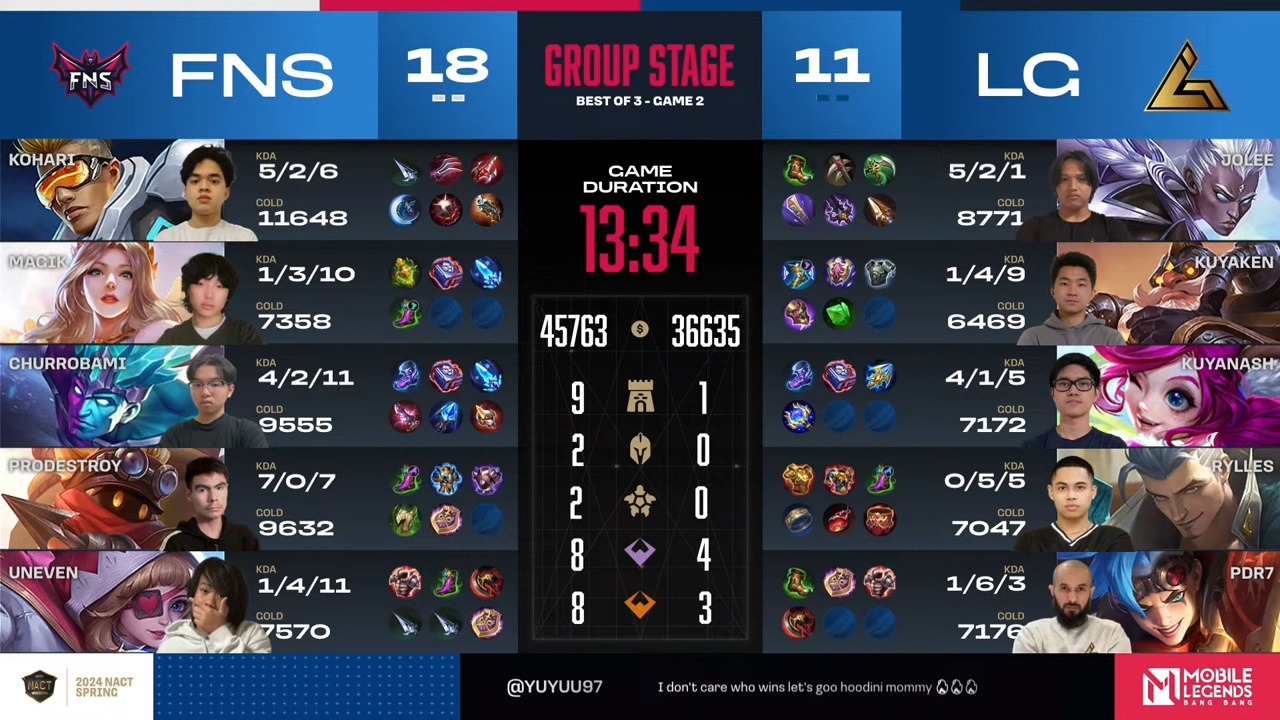 FNS
FNS
18
GROUP STAGE
BEST OF 3 - GAME 2
11
LG
KOHARI
KDA
5/2/6
GOLD
11648
MAGIK
KDA
1/3/10
GOLD
7358
CHURROBAMI
KDA
4/2/11
GOLD
9555
PRODESTROY
KDA
7/0/7
GOLD
9632
UNEVEN
KDA
1/4/11
GOLD
7570
GAME
DURATION
13:34
45763 $ 36635
9 1
2 0
2 0
8 4
8 3
JOLEE
KDA
5/2/1
GOLD
8771
KUYAKEN
KDA
1/4/9
GOLD
6469
KUYANASH
KDA
4/1/5
GOLD
7172
RYLLES
KDA
0/5/5
GOLD
7047
PDR7
KDA
1/6/3
GOLD
7176
NACT
2024 NACT
SPRING
@YUYUU97
I don't care who wins let's goo hoodini mommy
MOBILE
LEGENDS
BANG BANG